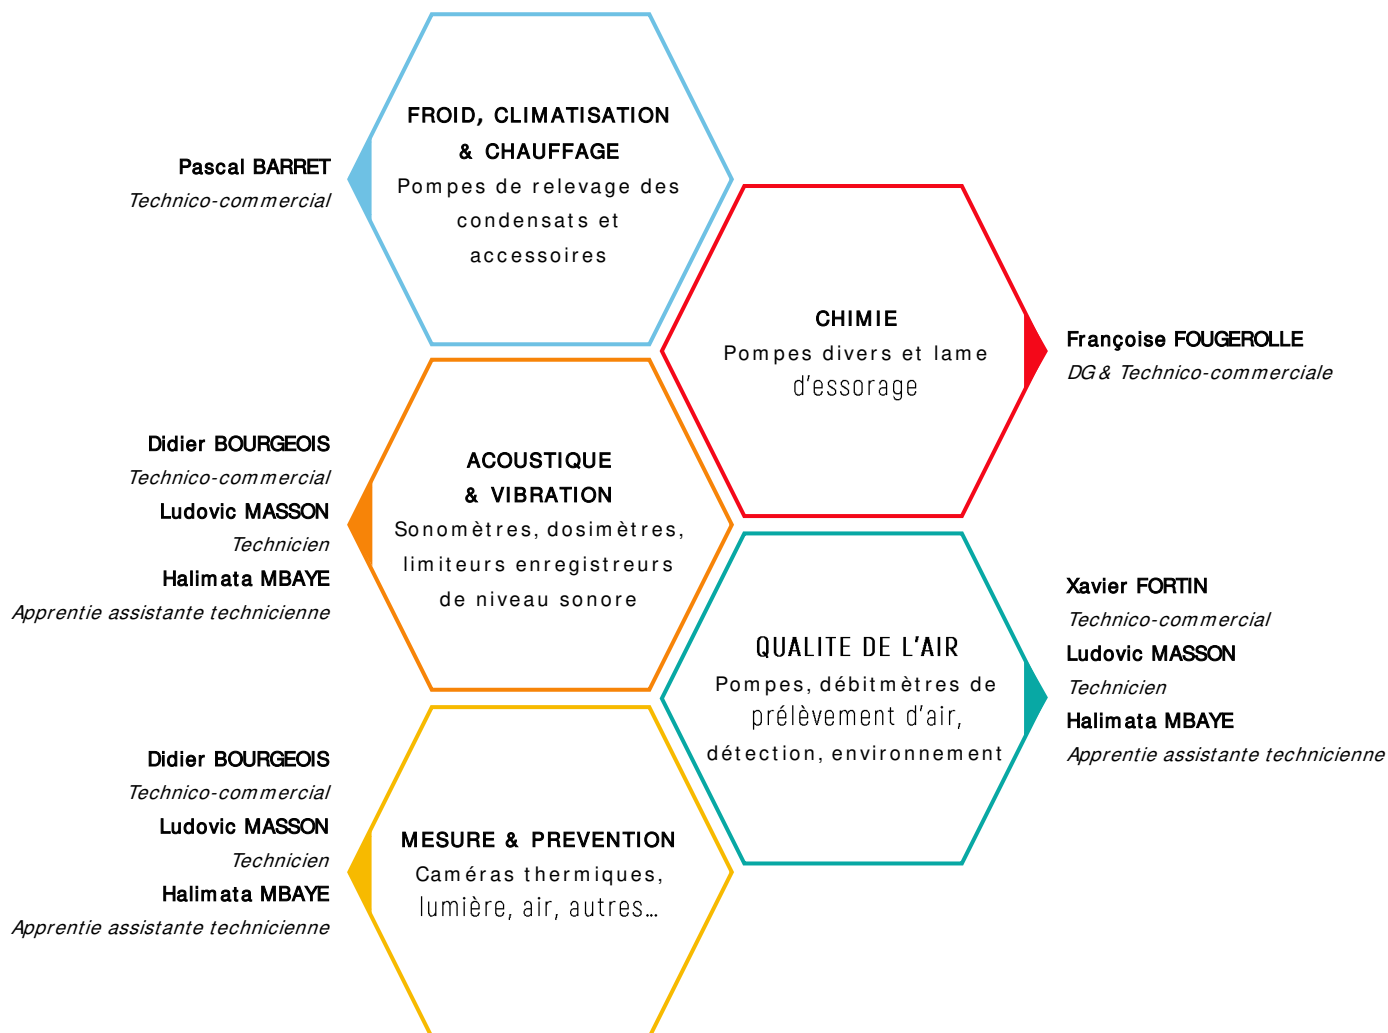 FROID, CLIMATISATION
& CHAUFFAGE
Pompes de relevage des
condensats et
accessoires
Pascal BARRET
Technico-commercial
CHIMIE
Pompes divers et lame
d'essorage
Françoise FOUGEROLLE
DG & Technico-commerciale
ACOUSTIQUE
& VIBRATION
Sonomètres, dosimètres,
limiteurs enregistreurs
de niveau sonore
Didier BOURGEOIS
Technico-commercial
Ludovic MASSON
Technicien
Halimata MBAYE
Apprentie assistante technicienne
QUALITE DE L'AIR
Pompes, débitmètres de
prélèvement d'air,
détection, environnement
Xavier FORTIN
Technico-commercial
Ludovic MASSON
Technicien
Halimata MBAYE
Apprentie assistante technicienne
MESURE & PREVENTION
Caméras thermiques,
lumière, air, autres…
Didier BOURGEOIS
Technico-commercial
Ludovic MASSON
Technicien
Halimata MBAYE
Apprentie assistante technicienne